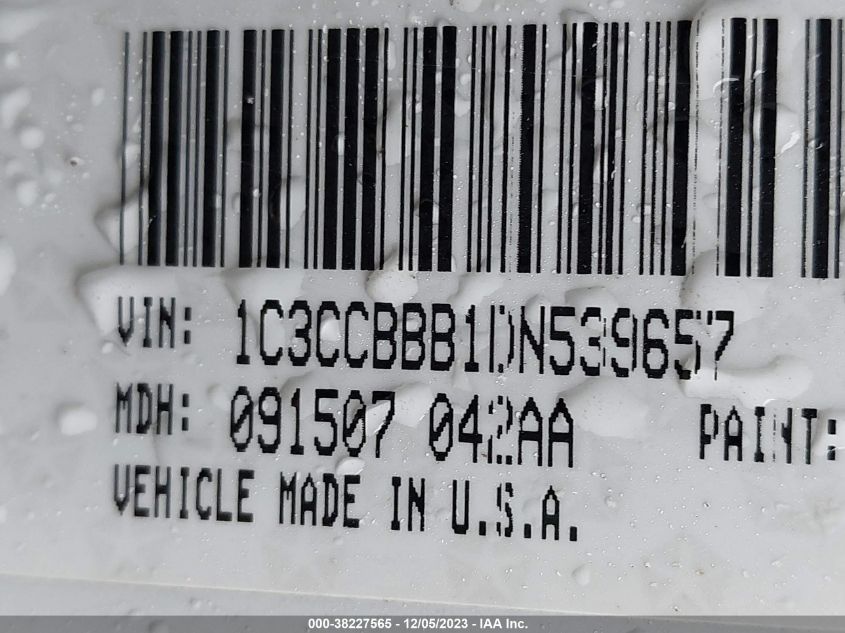 VIN: 1C3CCBBB1DN539657
MDH: 091507 042AA PAINT:
VEHICLE MADE IN U.S.A.
000-38227565 - 12/05/2023 - IAA Inc.